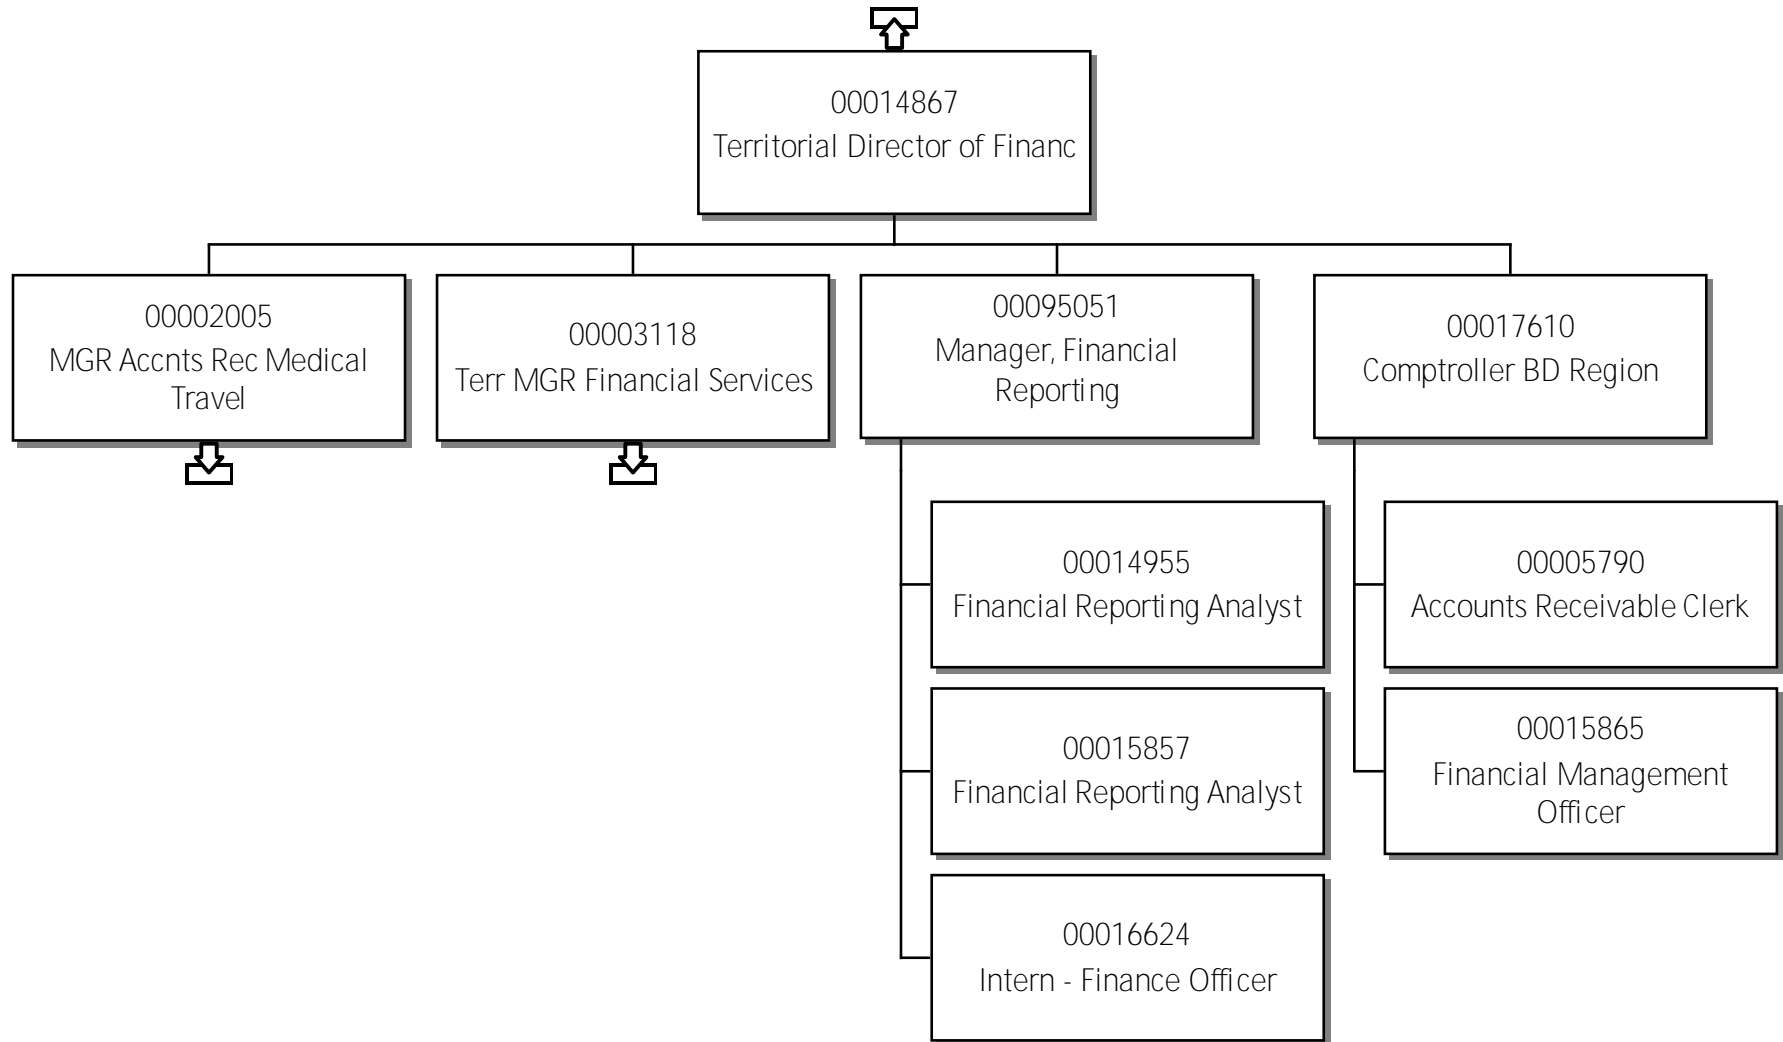 00014867
Territorial Director of Financ
00002005
MGR Accnts Rec Medical
Travel
00003118
Terr MGR Financial Services
00095051
Manager, Financial
Reporting
00017610
Comptroller BD Region
00014955
Financial Reporting Analyst
00015857
Financial Reporting Analyst
00016624
Intern - Finance Officer
00005790
Accounts Receivable Clerk
00015865
Financial Management
Officer